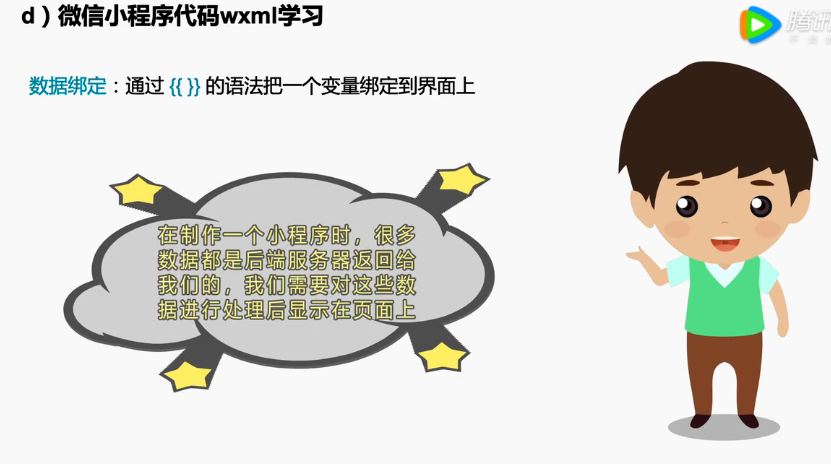 d）微信小程序代码wxml学习
腾讯
数据绑定：通过 {{ }} 的语法把一个变量绑定到界面上
在制作一个小程序时，很多
数据都是后端服务器返回给
我们的，我们需要对这些数
据进行处理后显示在页面上